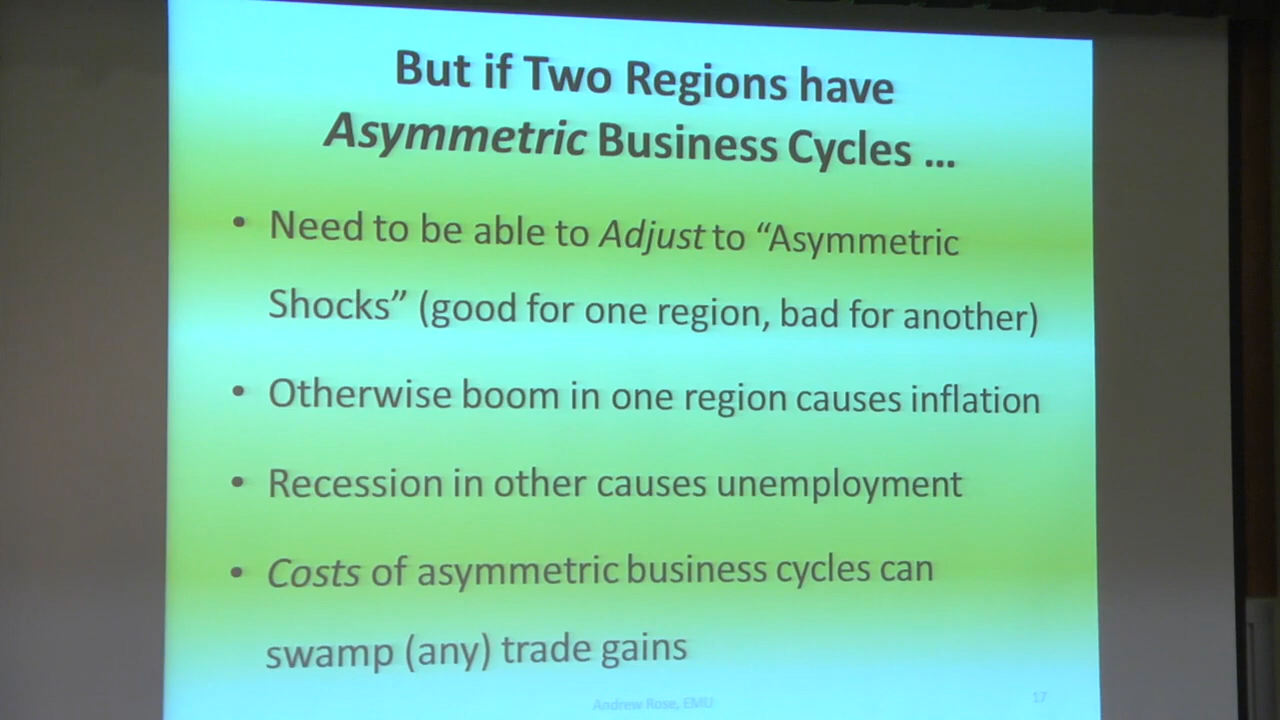 But if Two Regions have
Asymmetric Business Cycles …
• Need to be able to Adjust to “Asymmetric
Shocks” (good for one region, bad for another)
• Otherwise boom in one region causes inflation
• Recession in other causes unemployment
• Costs of asymmetric business cycles can
swamp (any) trade gains
Andrew Rose, EMU
17